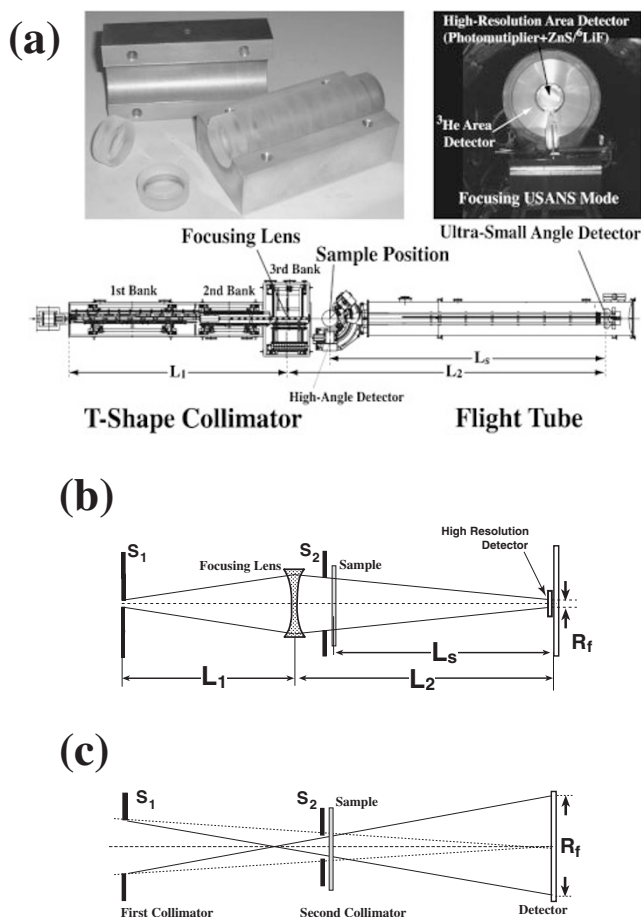 (a)
High-Resolution Area Detector
(Photomutiplier+ZnS/⁶LiF)
³He Area
Detector
Focusing USANS Mode
Ultra-Small Angle Detector
Focusing Lens
Sample Position
1st Bank
2nd Bank
3rd Bank
L₁
Lₛ
L₂
High-Angle Detector
T-Shape Collimator
Flight Tube
(b)
S₁
Focusing Lens
S₂
Sample
High Resolution
Detector
R_f
Lₛ
L₁
L₂
(c)
S₁
S₂
Sample
R_f
First Collimator
Second Collimator
Detector